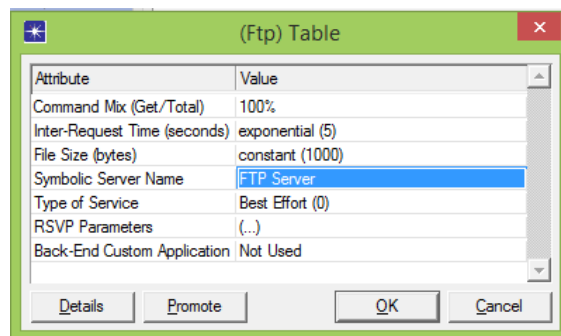 (Ftp) Table
Attribute Value
Command Mix (Get/Total) 100%
Inter-Request Time (seconds) exponential (5)
File Size (bytes) constant (1000)
Symbolic Server Name FTP Server
Type of Service Best Effort (0)
RSVP Parameters (...)
Back-End Custom Application Not Used
Details Promote OK Cancel